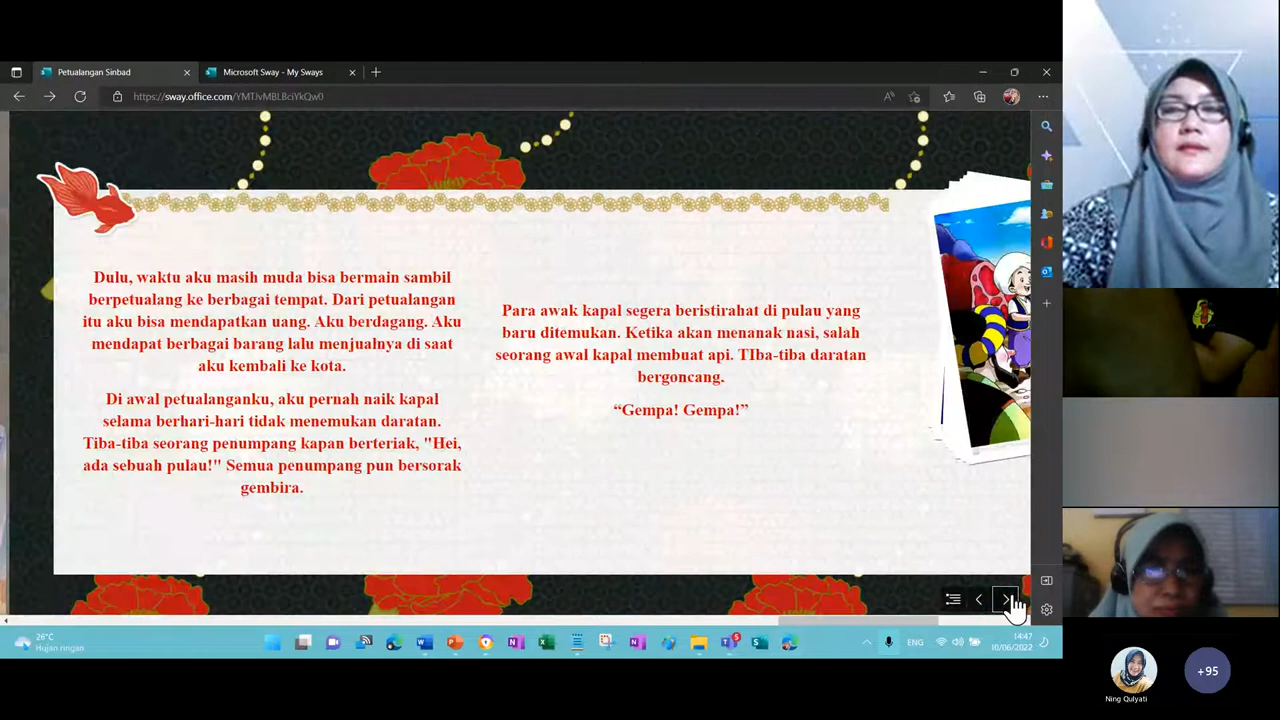 Petualangan Sinbad
Microsoft Sway - My Sways
https://sway.office.com/YMTJvMBLBciYkQw0
Dulu, waktu aku masih muda bisa bermain sambil
berpetualang ke berbagai tempat. Dari petualangan
itu aku bisa mendapatkan uang. Aku berdagang. Aku
mendapat berbagai barang lalu menjualnya di saat
aku kembali ke kota.
Di awal petualanganku, aku pernah naik kapal
selama berhari-hari tidak menemukan daratan.
Tiba-tiba seorang penumpang kapan berteriak, "Hei,
ada sebuah pulau!" Semua penumpang pun bersorak
gembira.
Para awak kapal segera beristirahat di pulau yang
baru ditemukan. Ketika akan menanak nasi, salah
seorang awal kapal membuat api. TIba-tiba daratan
bergoncang.
“Gempa! Gempa!”
26°C
Hujan ringan
5
ENG
14:47
10/06/2022
Ning Qulyati
+95